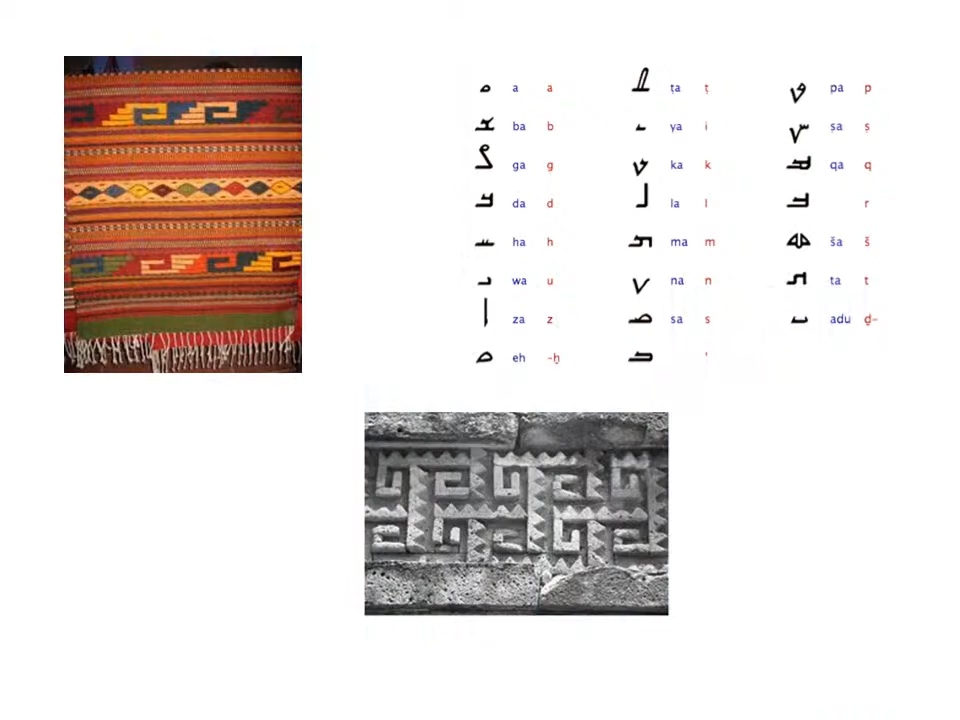 ࡀ a a ࡈ ṭa ṭ ࡐ pa p
ࡁ ba b ࡉ ya i ࡑ ṣa ṣ
ࡂ ga g ࡊ ka k ࡒ qa q
ࡃ da d ࡋ la l ࡓ r
ࡄ ha h ࡌ ma m ࡔ ša š
ࡅ wa u ࡍ na n ࡕ ta t
ࡆ za z ࡎ sa s ࡖ adu ḏ–
ࡇ eh –ẖ ࡏ '